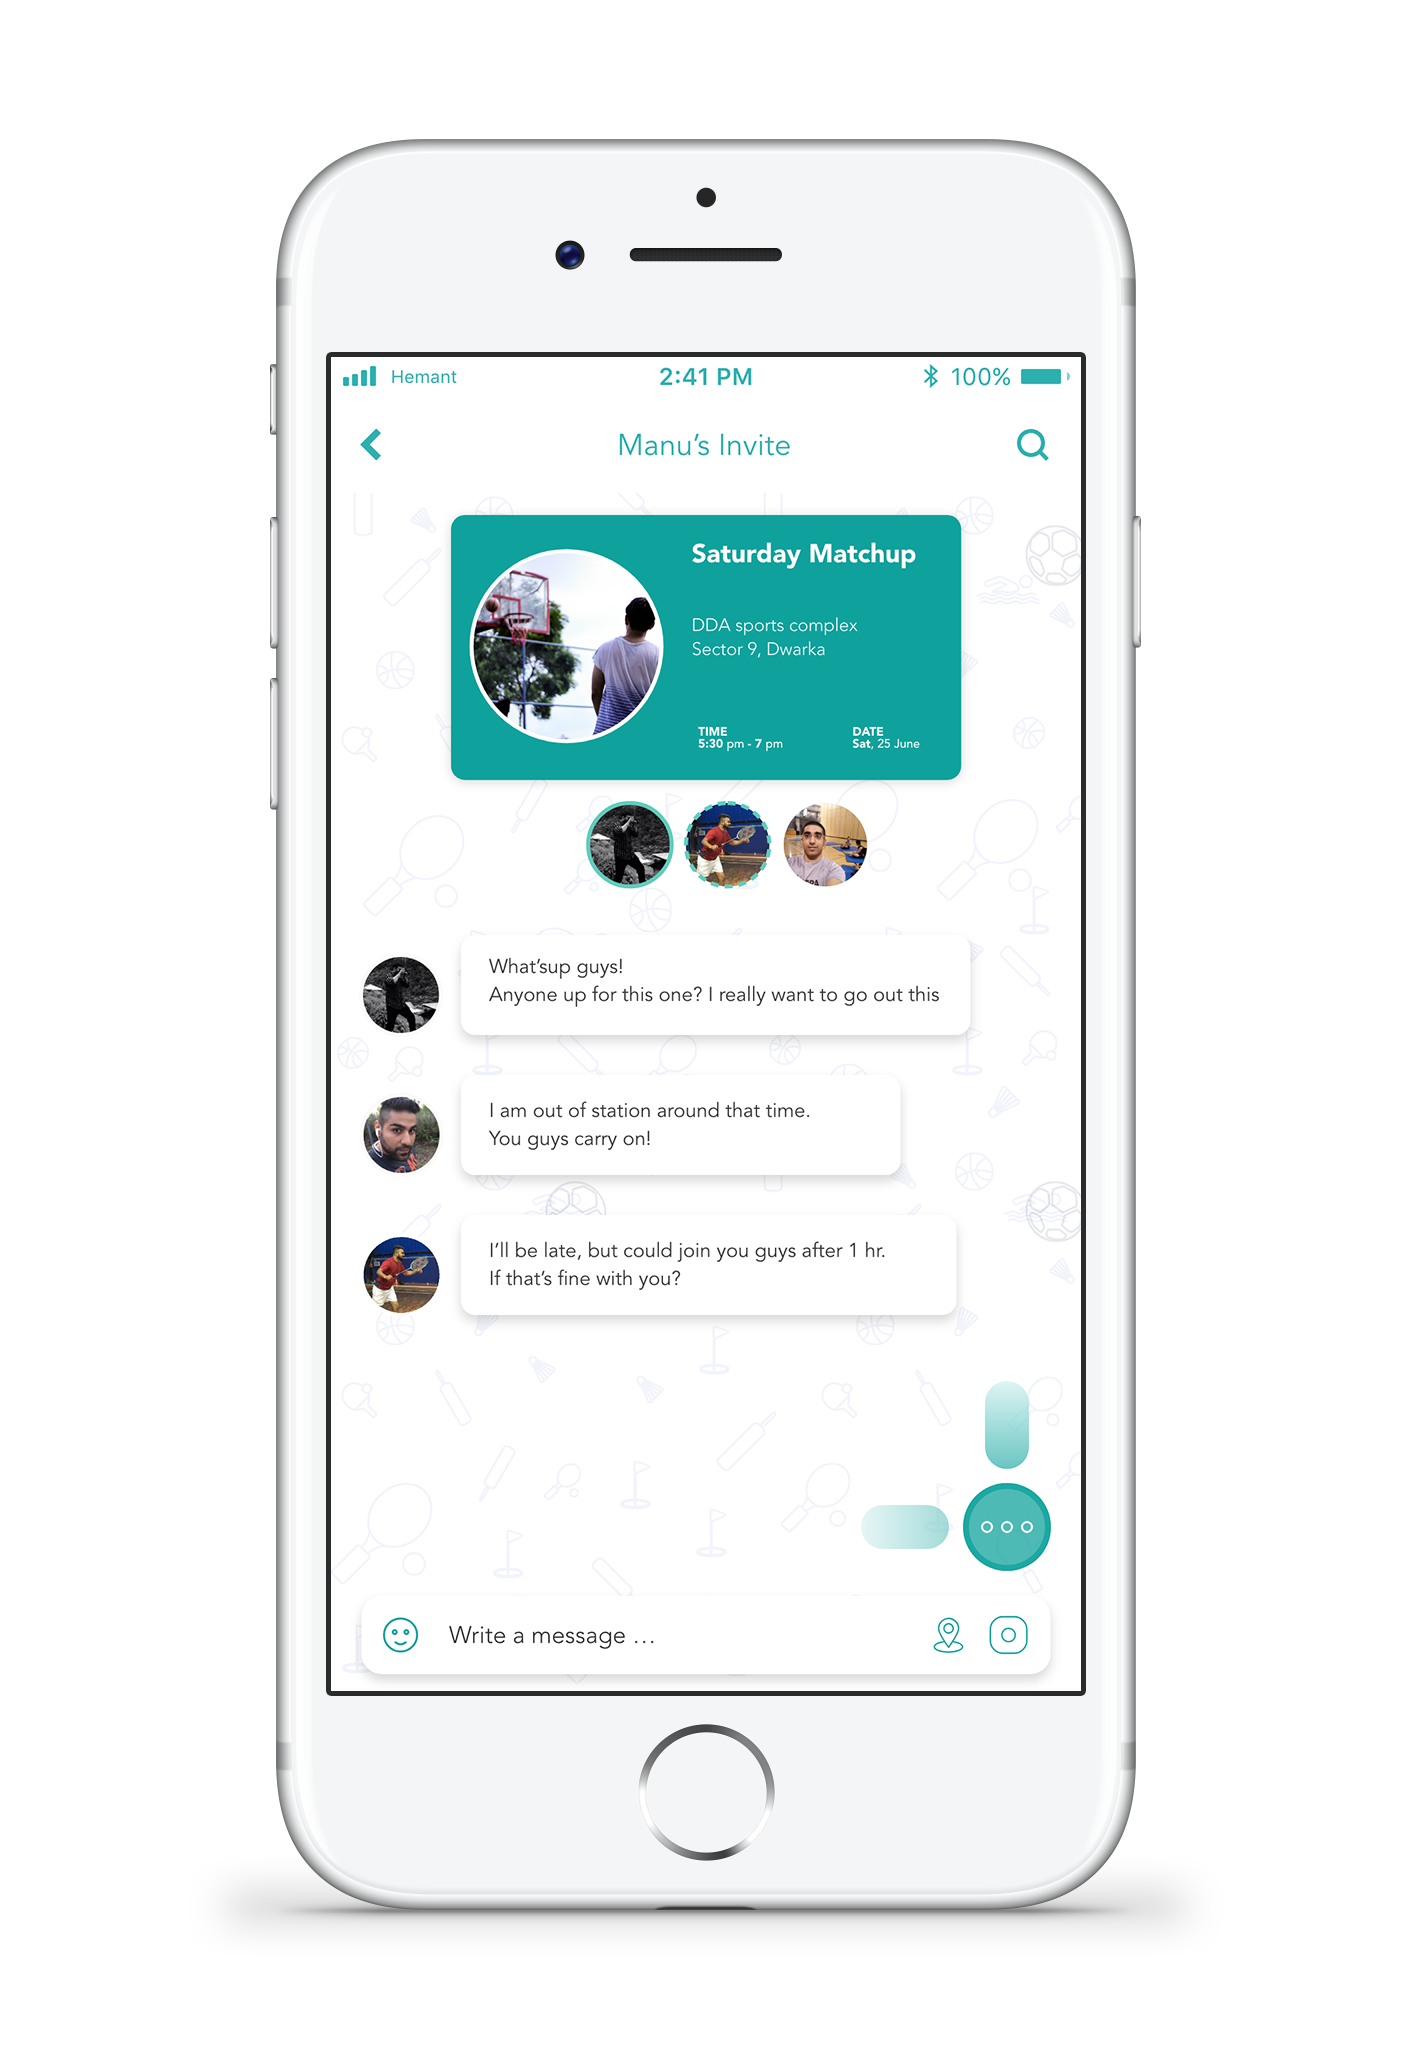 Hemant 2:41 PM 100%
Manu's Invite
Saturday Matchup
DDA sports complex
Sector 9, Dwarka
TIME DATE
5:30 pm - 7 pm Sat, 25 June
What'sup guys!
Anyone up for this one? I really want to go out this
I am out of station around that time.
You guys carry on!
I'll be late, but could join you guys after 1 hr.
If that's fine with you?
Write a message ...